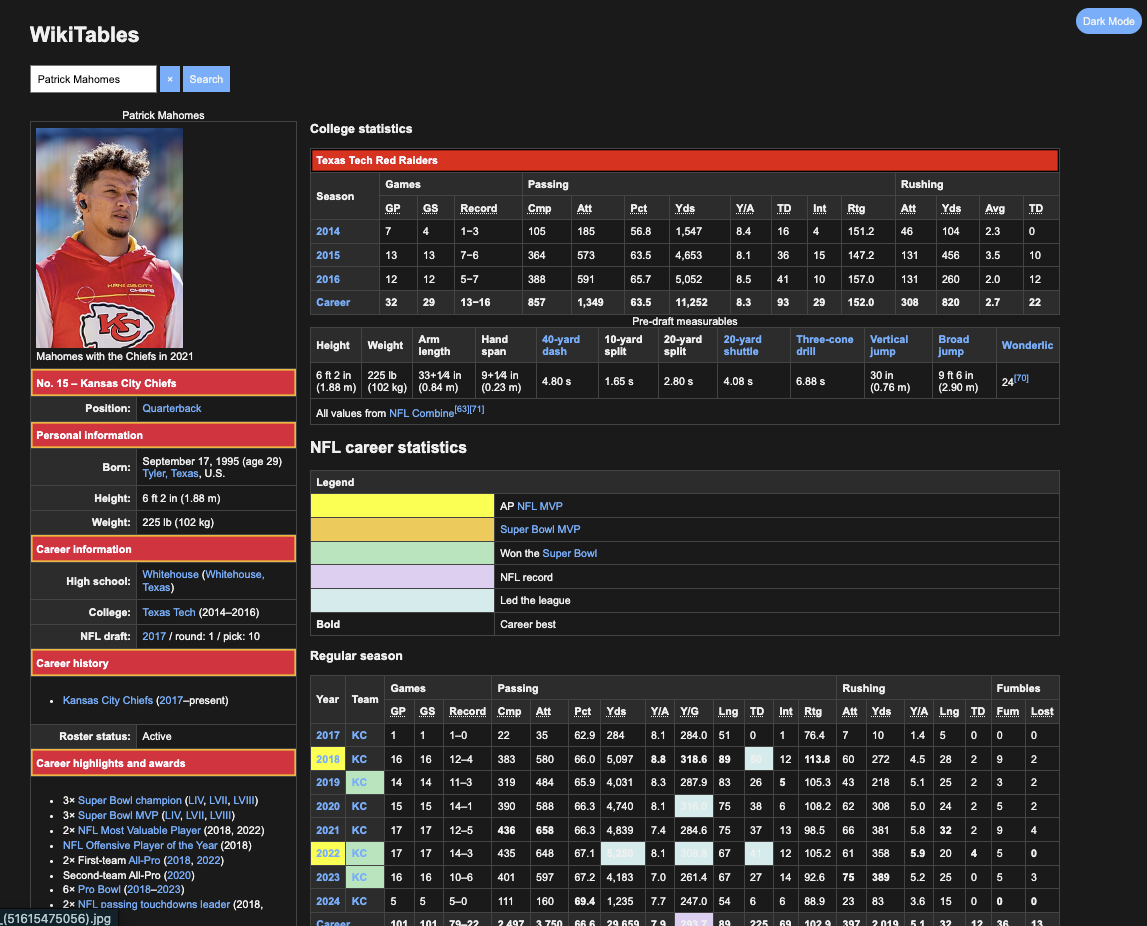 WikiTables
Dark Mode
Patrick Mahomes × Search
Patrick Mahomes
KANSAS CITY
CHIEFS
KC
Mahomes with the Chiefs in 2021
No. 15 – Kansas City Chiefs
Position: Quarterback
Personal information
Born: September 17, 1995 (age 29)
Tyler, Texas, U.S.
Height: 6 ft 2 in (1.88 m)
Weight: 225 lb (102 kg)
Career information
High school: Whitehouse (Whitehouse,
Texas)
College: Texas Tech (2014–2016)
NFL draft: 2017 / round: 1 / pick: 10
Career history
• Kansas City Chiefs (2017–present)
Roster status: Active
Career highlights and awards
• 3× Super Bowl champion (LIV, LVII, LVIII)
• 3× Super Bowl MVP (LIV, LVII, LVIII)
• 2× NFL Most Valuable Player (2018, 2022)
• NFL Offensive Player of the Year (2018)
• 2× First-team All-Pro (2018, 2022)
• Second-team All-Pro (2020)
• 6× Pro Bowl (2018–2023)
• 2× NFL passing touchdowns leader (2018,
_(51615475056).jpg
College statistics
Texas Tech Red Raiders
Season Games Passing Rushing
GP GS Record Cmp Att Pct Yds Y/A TD Int Rtg Att Yds Avg TD
2014 7 4 1–3 105 185 56.8 1,547 8.4 16 4 151.2 46 104 2.3 0
2015 13 13 7–6 364 573 63.5 4,653 8.1 36 15 147.2 131 456 3.5 10
2016 12 12 5–7 388 591 65.7 5,052 8.5 41 10 157.0 131 260 2.0 12
Career 32 29 13–16 857 1,349 63.5 11,252 8.3 93 29 152.0 308 820 2.7 22
Pre-draft measurables
Height Weight Arm length Hand span 40-yard dash 10-yard split 20-yard split 20-yard shuttle Three-cone drill Vertical jump Broad jump Wonderlic
6 ft 2 in (1.88 m) 225 lb (102 kg) 33+1⁄4 in (0.84 m) 9+1⁄4 in (0.23 m) 4.80 s 1.65 s 2.80 s 4.08 s 6.88 s 30 in (0.76 m) 9 ft 6 in (2.90 m) 24[70]
All values from NFL Combine[63][71]
NFL career statistics
Legend
AP NFL MVP
Super Bowl MVP
Won the Super Bowl
NFL record
Led the league
Bold Career best
Regular season
Year Team Games Passing Rushing Fumbles
GP GS Record Cmp Att Pct Yds Y/A Y/G Lng TD Int Rtg Att Yds Y/A Lng TD Fum Lost
2017 KC 1 1 1–0 22 35 62.9 284 8.1 284.0 51 0 1 76.4 7 10 1.4 5 0 0 0
2018 KC 16 16 12–4 383 580 66.0 5,097 8.8 318.6 89 50 12 113.8 60 272 4.5 28 2 9 2
2019 KC 14 14 11–3 319 484 65.9 4,031 8.3 287.9 83 26 5 105.3 43 218 5.1 25 2 3 2
2020 KC 15 15 14–1 390 588 66.3 4,740 8.1 316.0 75 38 6 108.2 62 308 5.0 24 2 5 2
2021 KC 17 17 12–5 436 658 66.3 4,839 7.4 284.6 75 37 13 98.5 66 381 5.8 32 2 9 4
2022 KC 17 17 14–3 435 648 67.1 5,250 8.1 308.8 67 41 12 105.2 61 358 5.9 20 4 5 0
2023 KC 16 16 10–6 401 597 67.2 4,183 7.0 261.4 67 27 14 92.6 75 389 5.2 25 0 5 3
2024 KC 5 5 5–0 111 160 69.4 1,235 7.7 247.0 54 6 6 88.9 23 83 3.6 15 0 0 0
Career 101 101 79–22 2,497 3,750 66.6 29,659 7.9 293.7 89 225 69 102.9 397 2,019 5.1 32 12 36 13